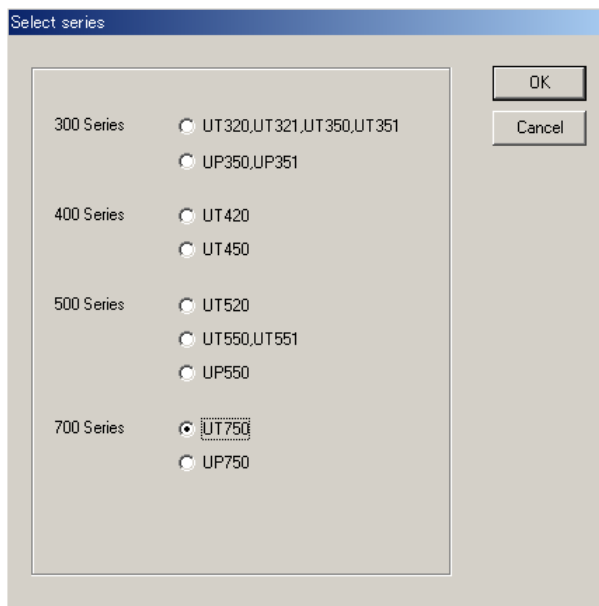 Select series
OK
Cancel
300 Series UT320,UT321,UT350,UT351
UP350,UP351
400 Series UT420
UT450
500 Series UT520
UT550,UT551
UP550
700 Series UT750
UP750